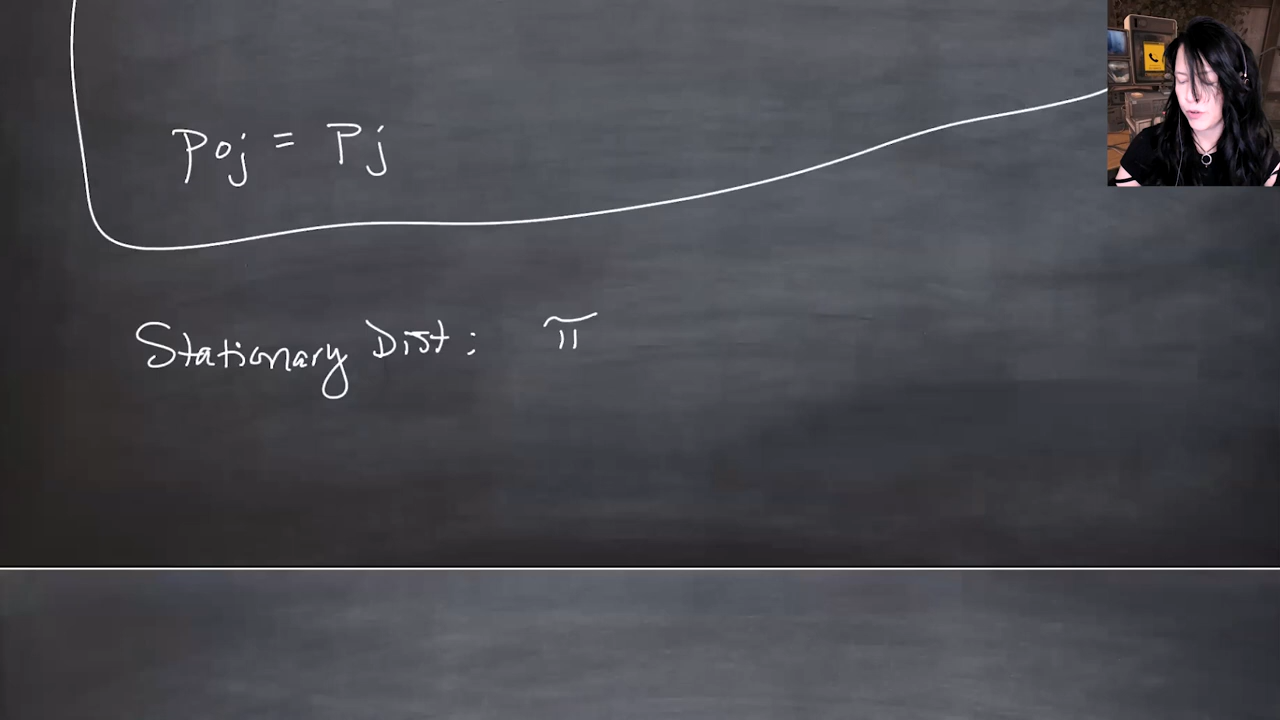 Poj = Pj
Stationary Dist: π